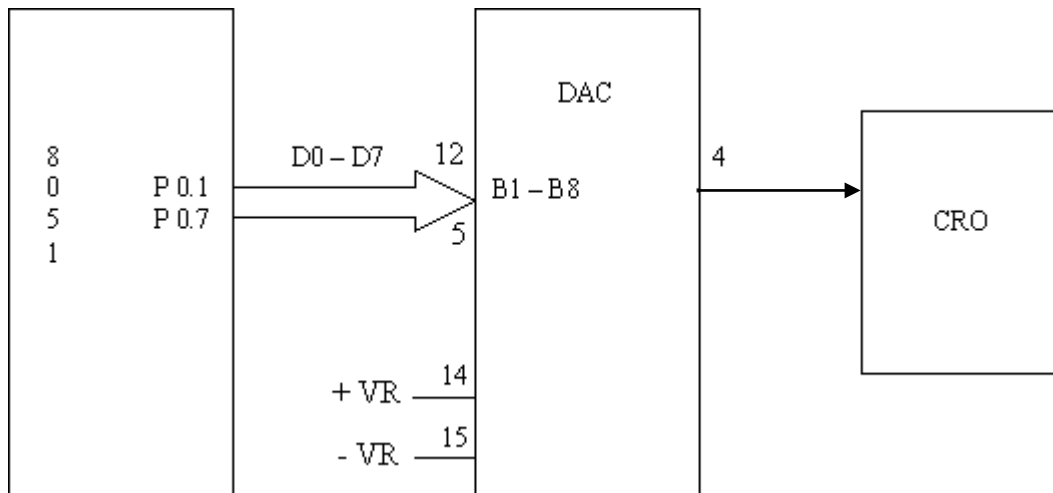 8
0
5
1
P 0.1
P 0.7
D0 – D7
12
5
DAC
B1 – B8
4
CRO
+ VR
14
- VR
15